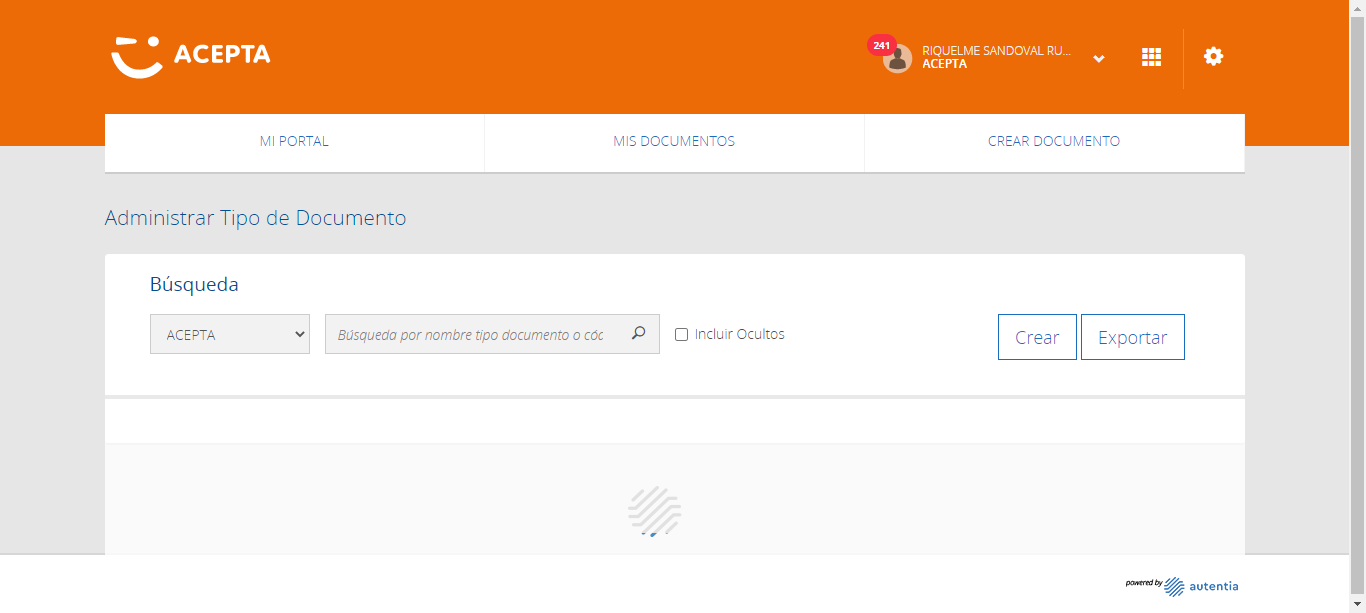 ACEPTA
241
RIQUELME SANDOVAL RU...
ACEPTA
MI PORTAL
MIS DOCUMENTOS
CREAR DOCUMENTO
Administrar Tipo de Documento
Búsqueda
ACEPTA
Búsqueda por nombre tipo documento o cóc
Incluir Ocultos
Crear
Exportar
powered by autentia